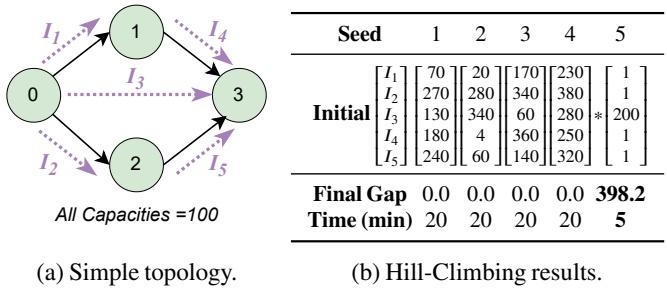 I1
I4
1
I3
0
3
I2
2
I5
All Capacities =100
(a) Simple topology.
Seed 1 2 3 4 5
[I1] [70] [20] [170] [230] [1]
[I2] [270] [280] [340] [380] [1]
Initial [I3] [130] [340] [60] [280] * [200]
[I4] [180] [4] [360] [250] [1]
[I5] [240] [60] [140] [320] [1]
Final Gap 0.0 0.0 0.0 0.0 398.2
Time (min) 20 20 20 20 5
(b) Hill-Climbing results.